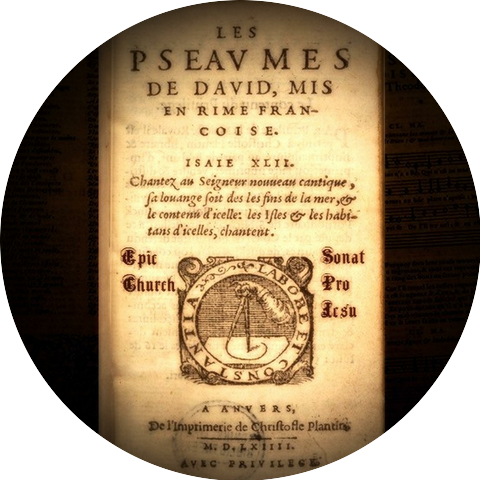 LES
PSEAVMES
DE DAVID, MIS
EN RIME FRAN-
COISE.
ISAIE XLII.
Chantez au Seigneur nouueau cantique,
sa louange soit des les fins de la mer, &
le contenu d'icelle: les Isles & les habi-
tans d'icelles, chantent.
Epic
Church
Sonat
Pro
Iesu
LABORE ET CONSTANTIA
A ANVERS,
De l'Imprimerie de Christofle Plantin.
M. D. LXIIII.
AVEC PRIVILEGE.